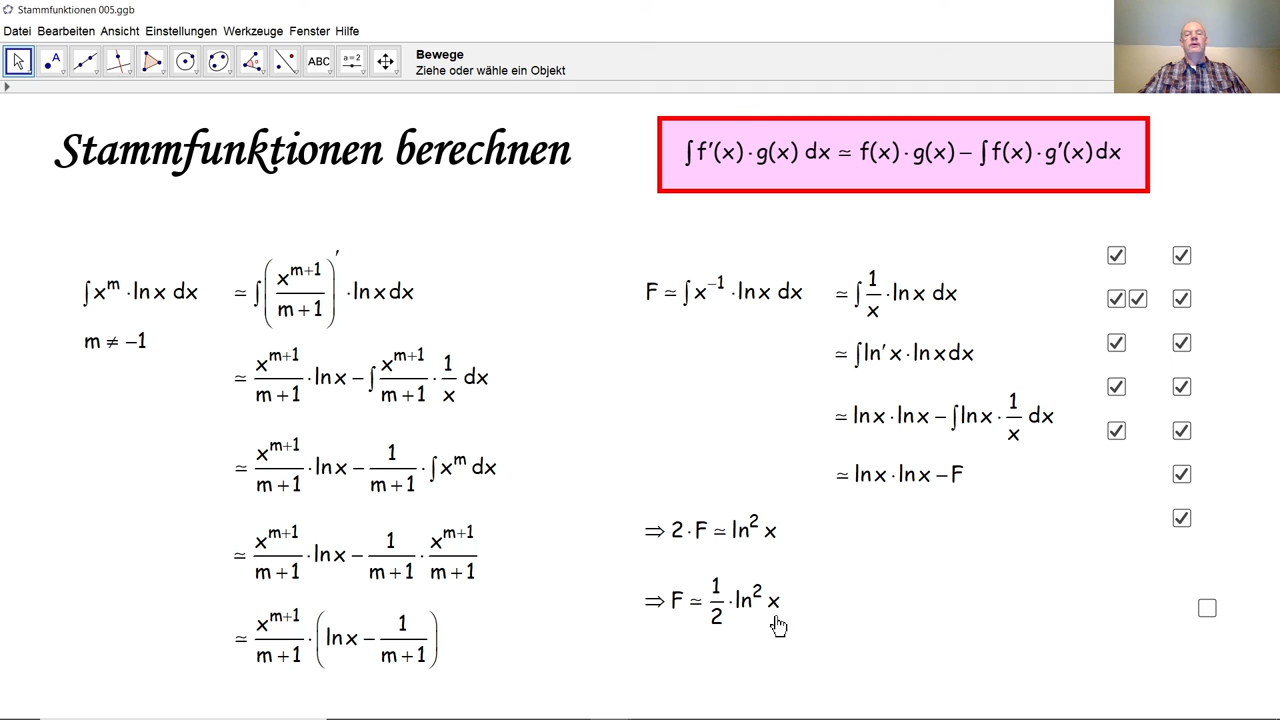 Stammfunktionen 005.ggb
Datei Bearbeiten Ansicht Einstellungen Werkzeuge Fenster Hilfe
A ABC a=2
Bewege
Ziehe oder wähle ein Objekt
Stammfunktionen berechnen
∫f′(x)·g(x) dx ≃ f(x)·g(x) − ∫f(x)·g′(x)dx
∫x^m ·ln x dx ≃ ∫(x^(m+1)/(m+1))′ ·ln x dx
m ≠ −1
≃ x^(m+1)/(m+1) ·ln x − ∫x^(m+1)/(m+1) · 1/x dx
≃ x^(m+1)/(m+1) ·ln x − 1/(m+1) · ∫x^m dx
≃ x^(m+1)/(m+1) ·ln x − 1/(m+1) · x^(m+1)/(m+1)
≃ x^(m+1)/(m+1) · (ln x − 1/(m+1))
F ≃ ∫x^−1 ·ln x dx ≃ ∫1/x ·ln x dx
≃ ∫ln′ x ·ln x dx
≃ ln x ·ln x − ∫ln x · 1/x dx
≃ ln x ·ln x − F
⇒ 2·F ≃ ln² x
⇒ F ≃ 1/2 ·ln² x